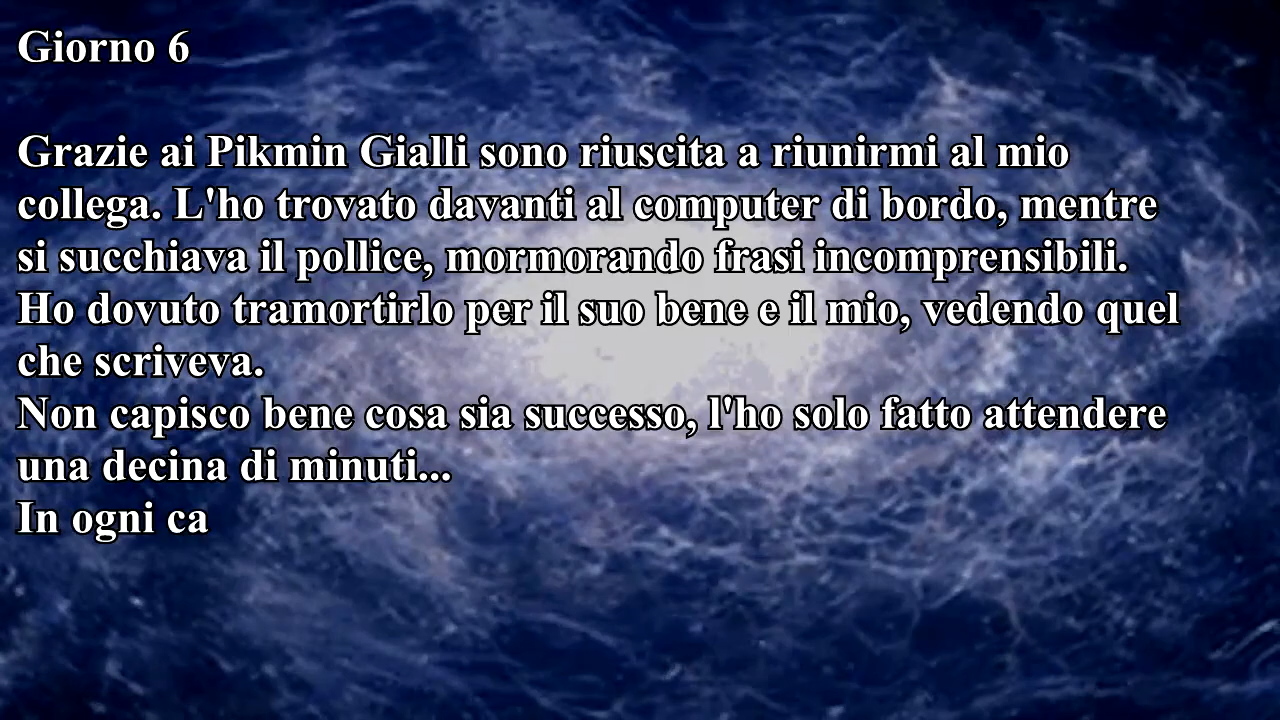 Giorno 6
Grazie ai Pikmin Gialli sono riuscita a riunirmi al mio
collega. L'ho trovato davanti al computer di bordo, mentre
si succhiava il pollice, mormorando frasi incomprensibili.
Ho dovuto tramortirlo per il suo bene e il mio, vedendo quel
che scriveva.
Non capisco bene cosa sia successo, l'ho solo fatto attendere
una decina di minuti...
In ogni ca